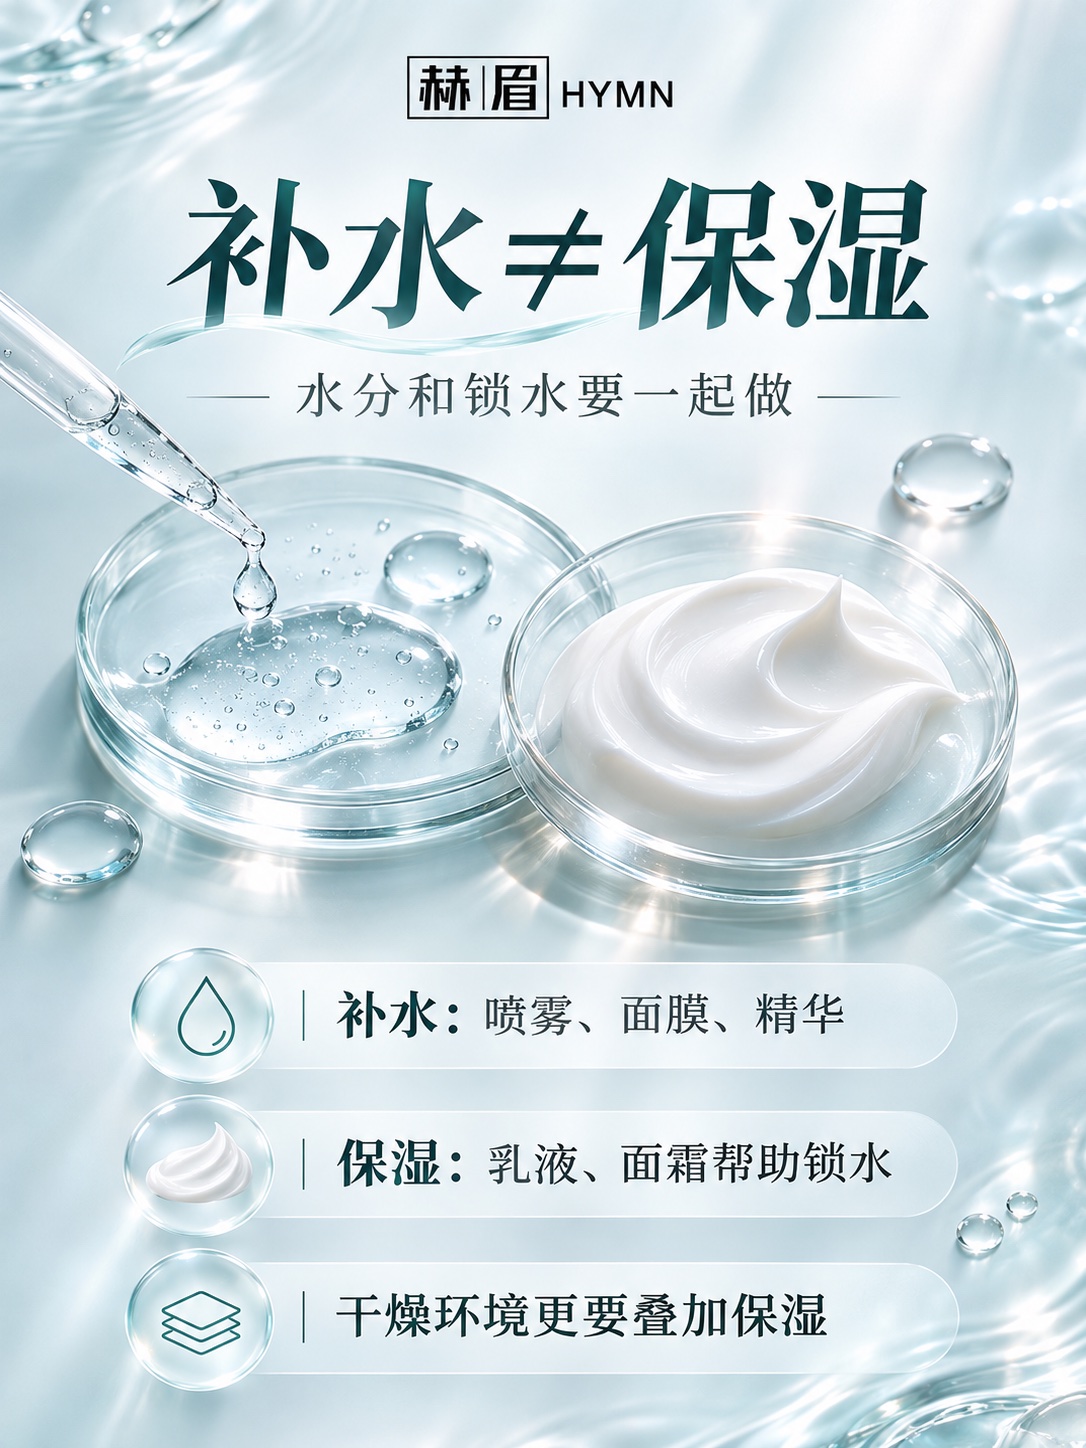 赫眉 HYMN
补水≠保湿
水分和锁水要一起做
补水：喷雾、面膜、精华
保湿：乳液、面霜帮助锁水
干燥环境更要叠加保湿